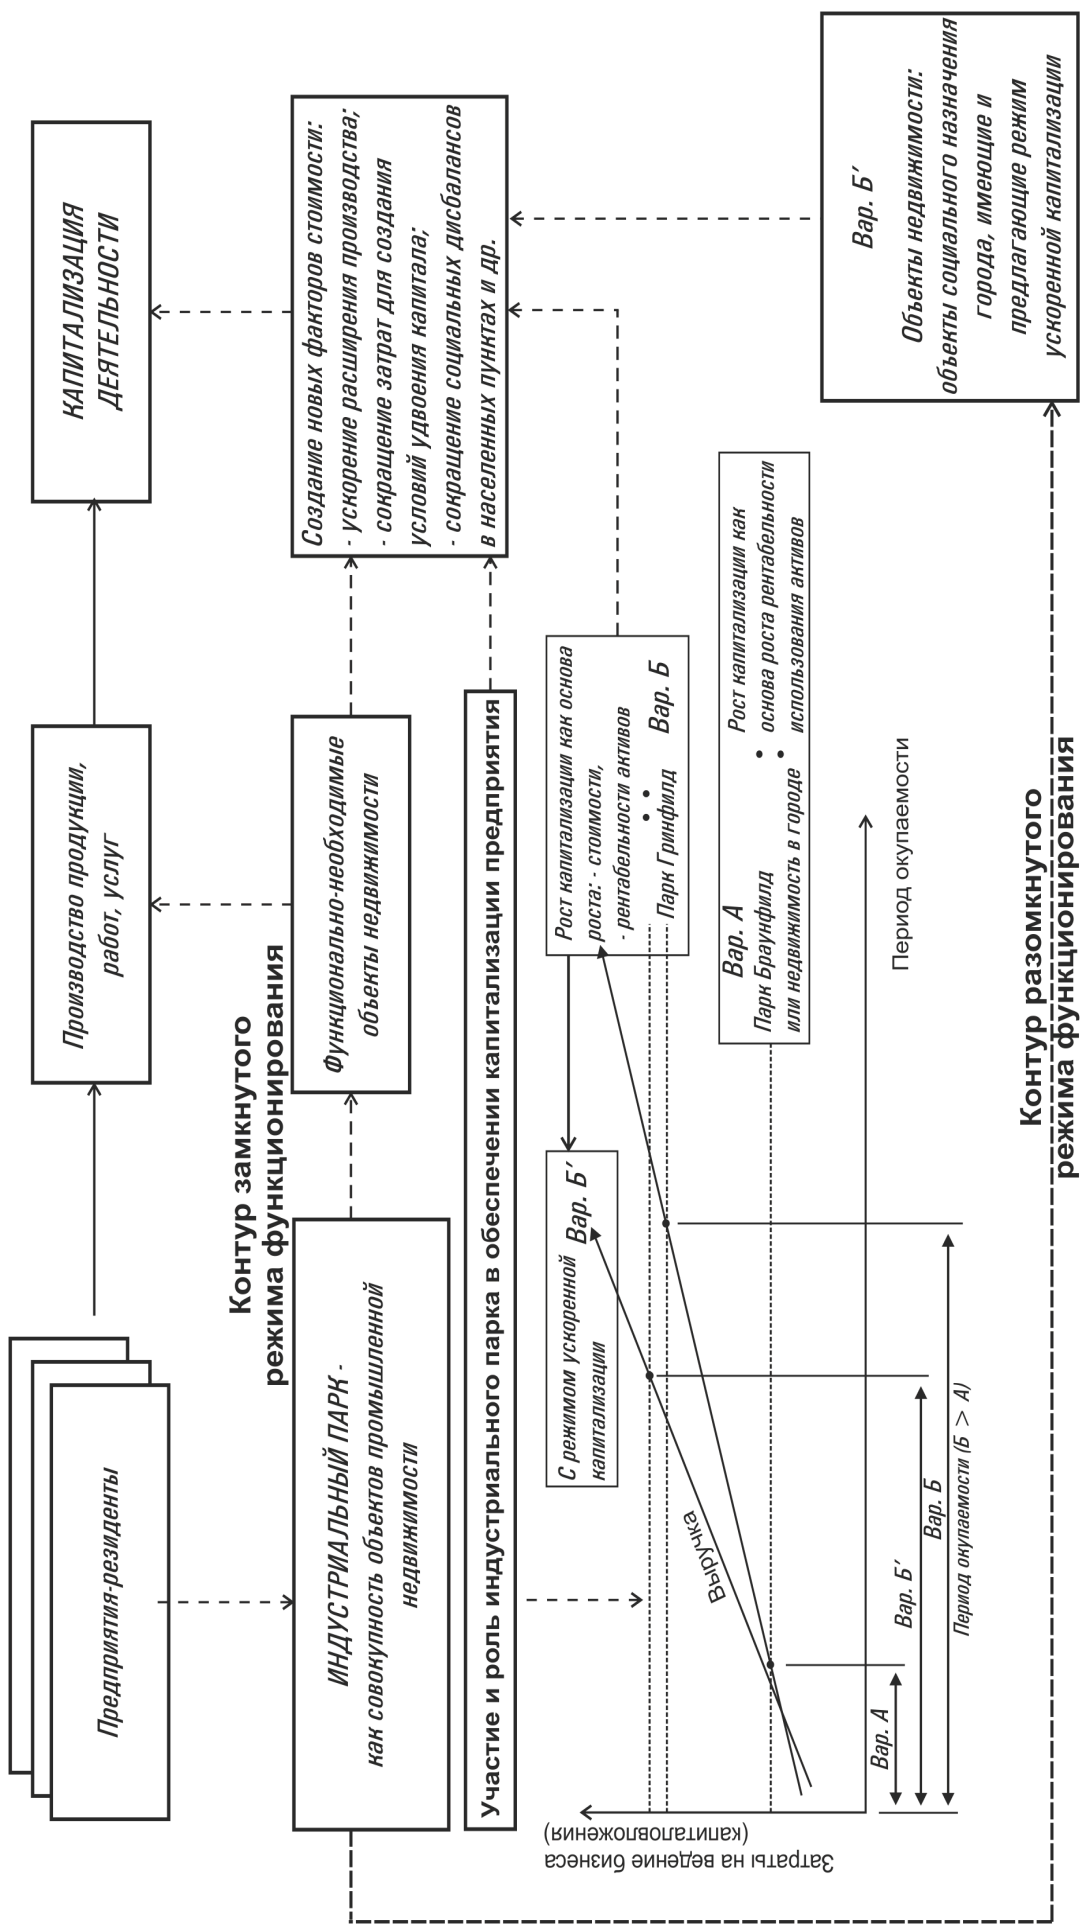 Предприятия-резиденты
Производство продукции,
работ, услуг
КАПИТАЛИЗАЦИЯ
ДЕЯТЕЛЬНОСТИ
Контур замкнутого
режима функционирования
ИНДУСТРИАЛЬНЫЙ ПАРК -
как совокупность объектов промышленной
недвижимости
Функционально-необходимые
объекты недвижимости
Создание новых факторов стоимости:
- ускорение расширения производства;
- сокращение затрат для создания
условий удвоения капитала;
- сокращение социальных дисбалансов
в населенных пунктах и др.
Участие и роль индустриального парка в обеспечении капитализации предприятия
Затраты на ведение бизнеса
(капиталовложения)
С режимом ускоренной
капитализации
Вар. Б′
Рост капитализации как основа
роста: - стоимости,
- рентабельности активов
Парк Гринфилд
Вар. Б
Выручка
Вар. А
Парк Браунфилд
или недвижимость в городе
Рост капитализации как
основа роста рентабельности
использования активов
Период окупаемости
Вар. А
Вар. Б′
Вар. Б
Период окупаемости (Б > А)
Вар. Б′
Объекты недвижимости:
объекты социального назначения
города, имеющие и
предлагающие режим
ускоренной капитализации
Контур разомкнутого
режима функционирования